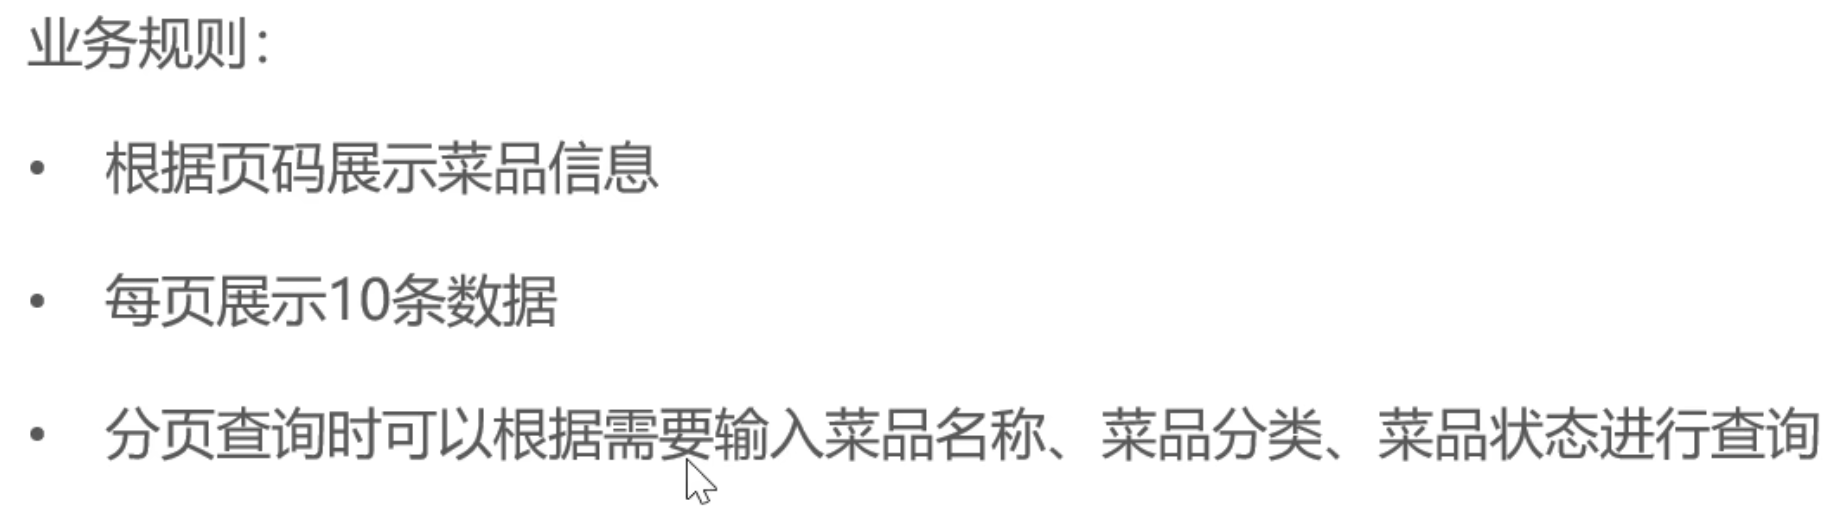 业务规则：
• 根据页码展示菜品信息
• 每页展示10条数据
• 分页查询时可以根据需要输入菜品名称、菜品分类、菜品状态进行查询